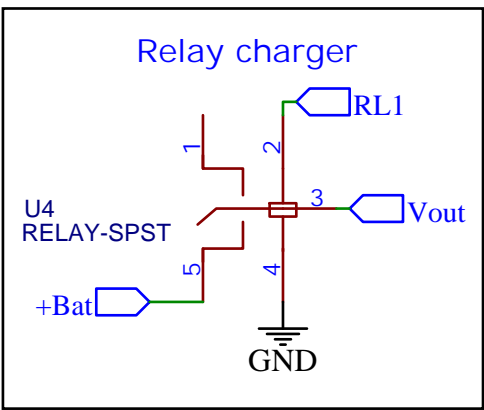 Relay charger
RL1
1
2
3
Vout
U4
RELAY-SPST
5
4
+Bat
GND